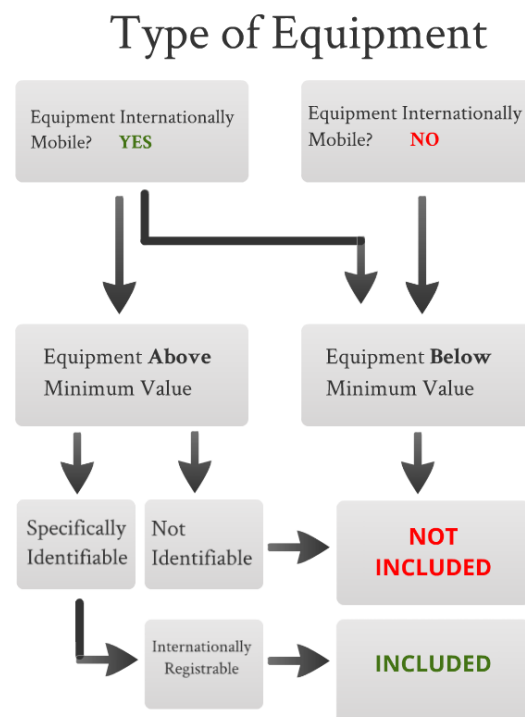 Type of Equipment
Equipment Internationally
Mobile? YES
Equipment Internationally
Mobile? NO
Equipment Above
Minimum Value
Equipment Below
Minimum Value
Specifically
Identifiable
Not
Identifiable
NOT
INCLUDED
Internationally
Registrable
INCLUDED